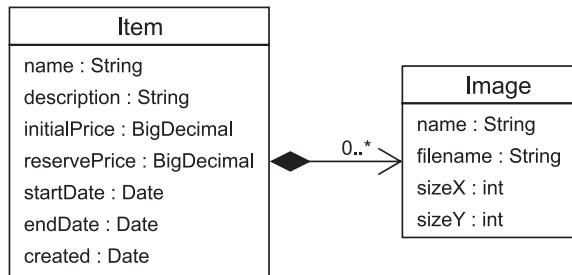 Item
name : String
description : String
initialPrice : BigDecimal
reservePrice : BigDecimal
startDate : Date
endDate : Date
created : Date
0..*
Image
name : String
filename : String
sizeX : int
sizeY : int